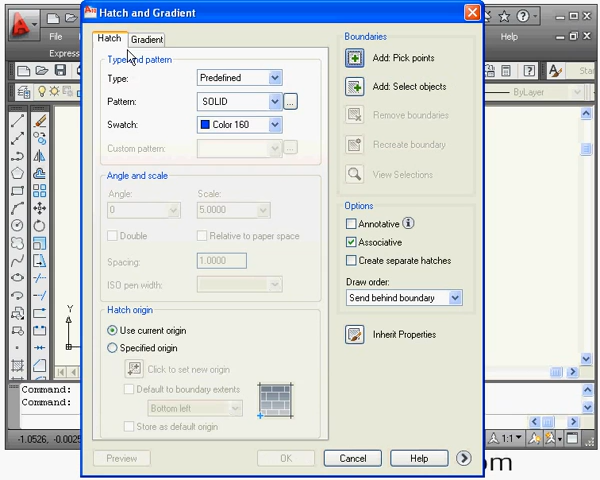 Hatch and Gradient
File
Help
Express
Star
ByLayer
Hatch
Gradient
Type and pattern
Type:
Predefined
Pattern:
SOLID
...
Swatch:
Color 160
Custom pattern:
...
Angle and scale
Angle:
Scale:
0
5.0000
Double
Relative to paper space
Spacing:
1.0000
ISO pen width:
Hatch origin
Use current origin
Specified origin
Click to set new origin
Default to boundary extents
Bottom left
Store as default origin
Boundaries
Add: Pick points
Add: Select objects
Remove boundaries
Recreate boundary
View Selections
Options
Annotative
Associative
Create separate hatches
Draw order:
Send behind boundary
Inherit Properties
Preview
OK
Cancel
Help
Y
Command:
Command:
-1.0526, -0.0025
1:1
om